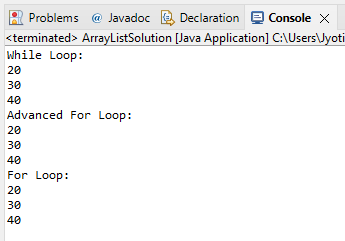 Problems @ Javadoc Declaration Console
<terminated> ArrayListSolution [Java Application] C:\Users\Jyoti
While Loop:
20
30
40
Advanced For Loop:
20
30
40
For Loop:
20
30
40